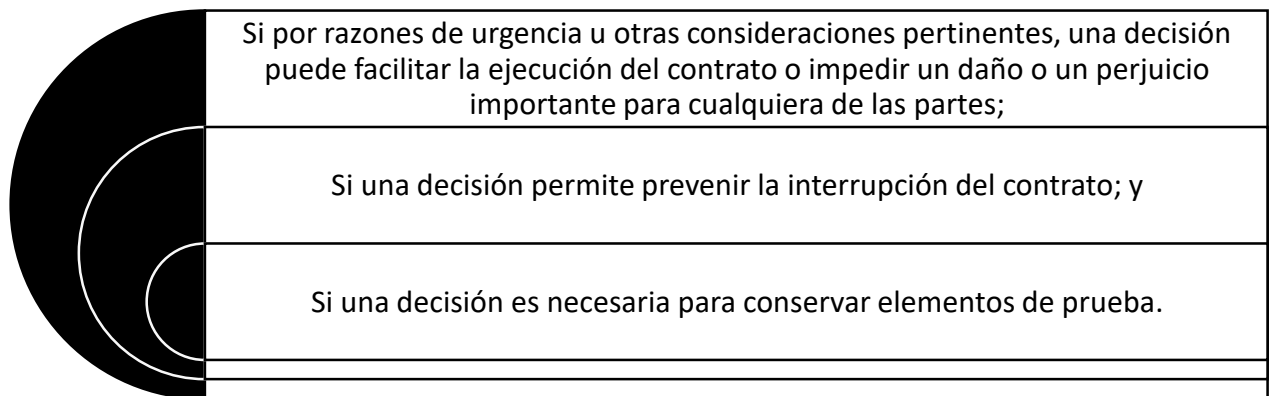 Si por razones de urgencia u otras consideraciones pertinentes, una decisión
puede facilitar la ejecución del contrato o impedir un daño o un perjuicio
importante para cualquiera de las partes;
Si una decisión permite prevenir la interrupción del contrato; y
Si una decisión es necesaria para conservar elementos de prueba.